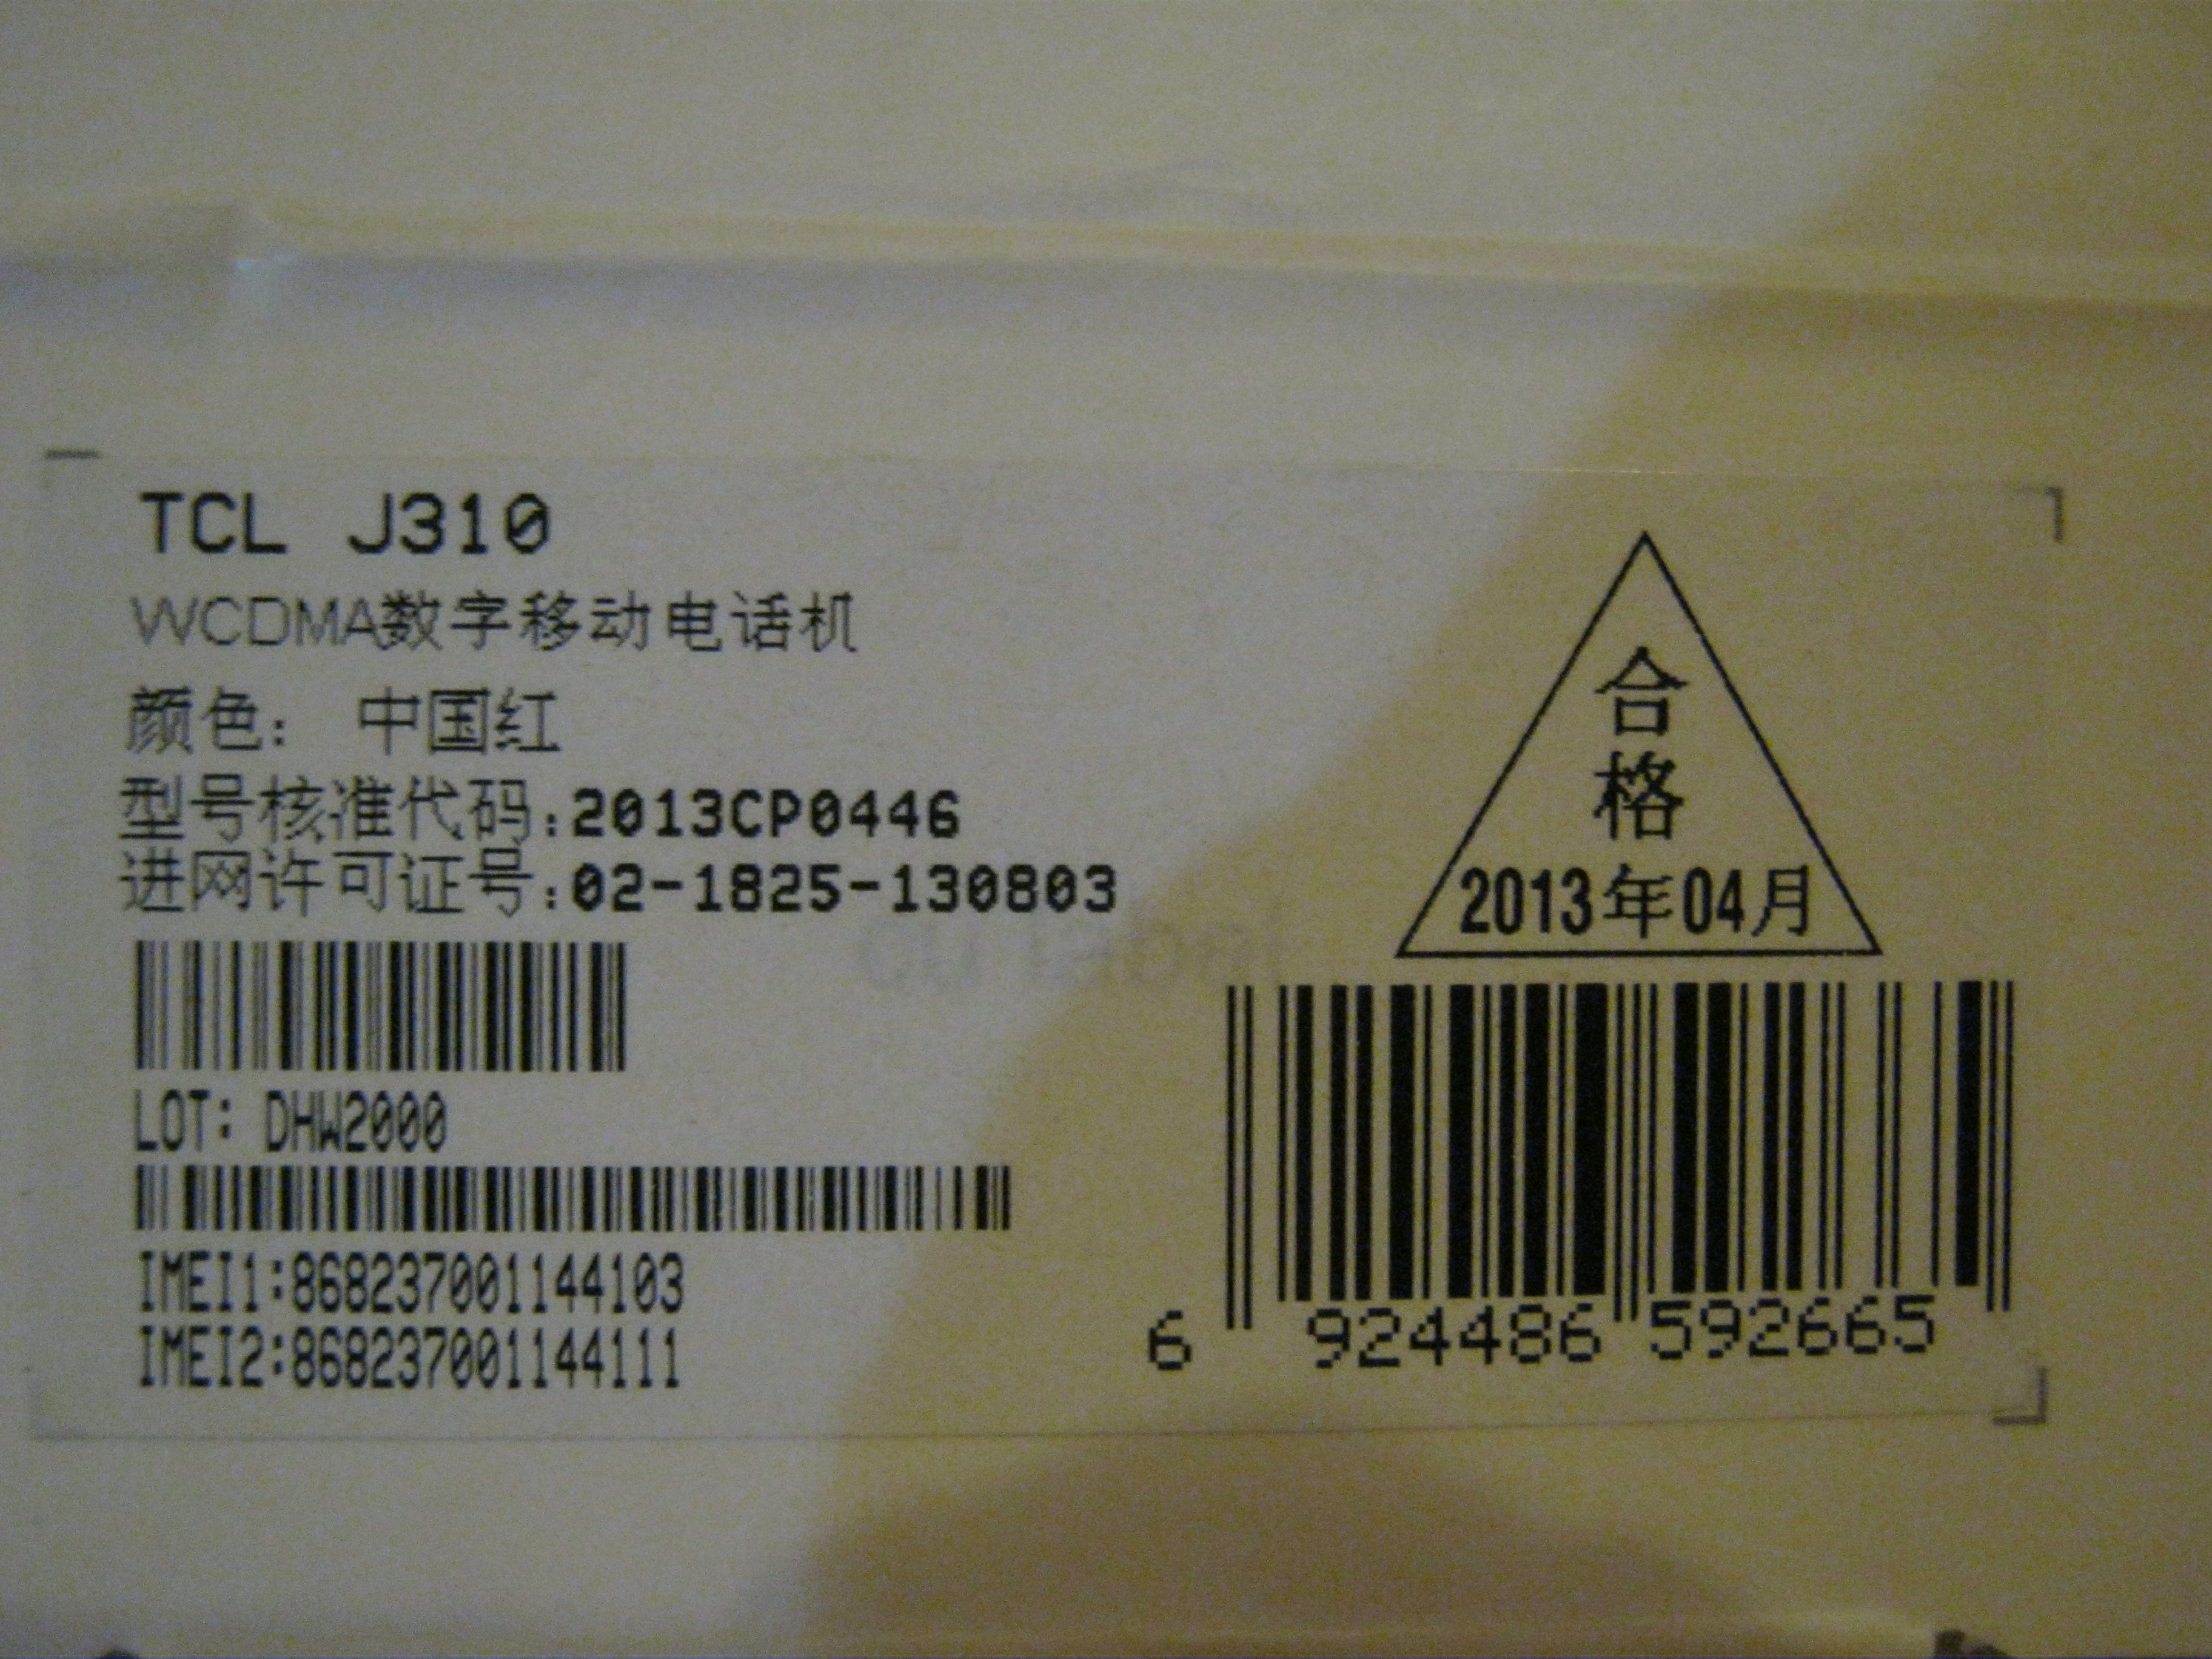 TCL J310
WCDMA数字移动电话机
颜色： 中国红
型号核准代码:2013CP0446
进网许可证号:02-1825-130803
LOT: DHW2000
IMEI1:868237001144103
IMEI2:868237001144111
合
格
2013年04月
6 924486 592665